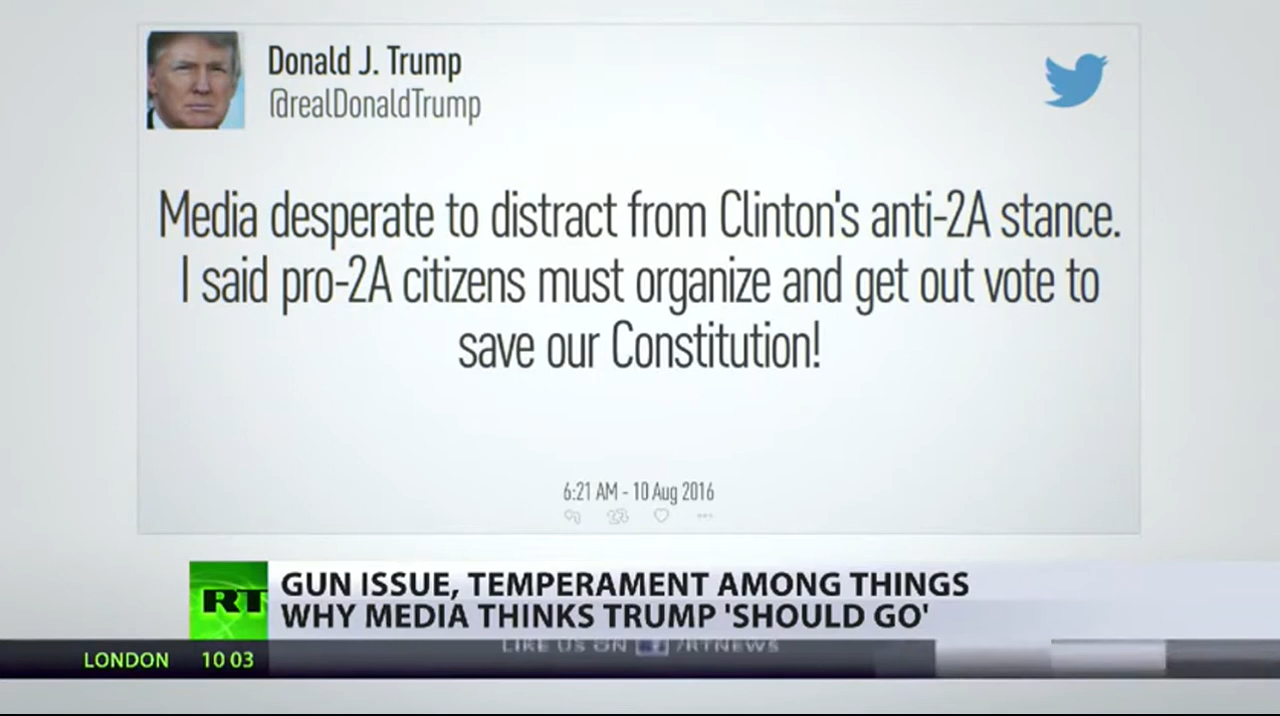 Donald J. Trump
@realDonaldTrump
Media desperate to distract from Clinton's anti-2A stance.
I said pro-2A citizens must organize and get out vote to
save our Constitution!
6:21 AM - 10 Aug 2016
RT
GUN ISSUE, TEMPERAMENT AMONG THINGS
WHY MEDIA THINKS TRUMP 'SHOULD GO'
LIKE US ON f /RTNEWS
LONDON 10 03